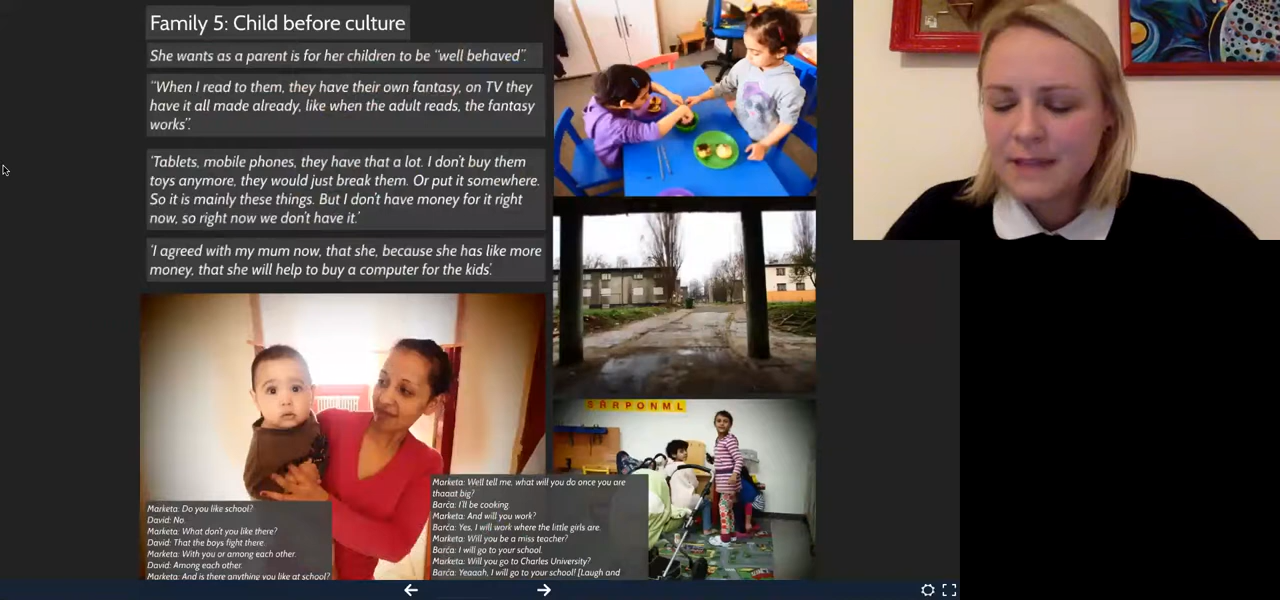 Family 5: Child before culture
She wants as a parent is for her children to be “well behaved”.
“When I read to them, they have their own fantasy, on TV they
have it all made already, like when the adult reads, the fantasy
works”.
‘Tablets, mobile phones, they have that a lot. I don’t buy them
toys anymore, they would just break them. Or put it somewhere.
So it is mainly these things. But I don’t have money for it right
now, so right now we don’t have it.’
‘I agreed with my mum now, that she, because she has like more
money, that she will help to buy a computer for the kids’.
Marketa: Do you like school?
David: No.
Marketa: What don’t you like there?
David: That the boys fight there.
Marketa: With you or among each other.
David: Among each other.
Marketa: And is there anything you like at school?
Marketa: Well tell me, what will you do once you are
thaaat big?
Barča: I’ll be cooking.
Marketa: And will you work?
Barča: Yes, I will work where the little girls are.
Marketa: Will you be a miss teacher?
Barča: I will go to your school.
Marketa: Will you go to Charles University?
Barča: Yeaaah, I will go to your school! [Laugh and
S Š R P O N M L